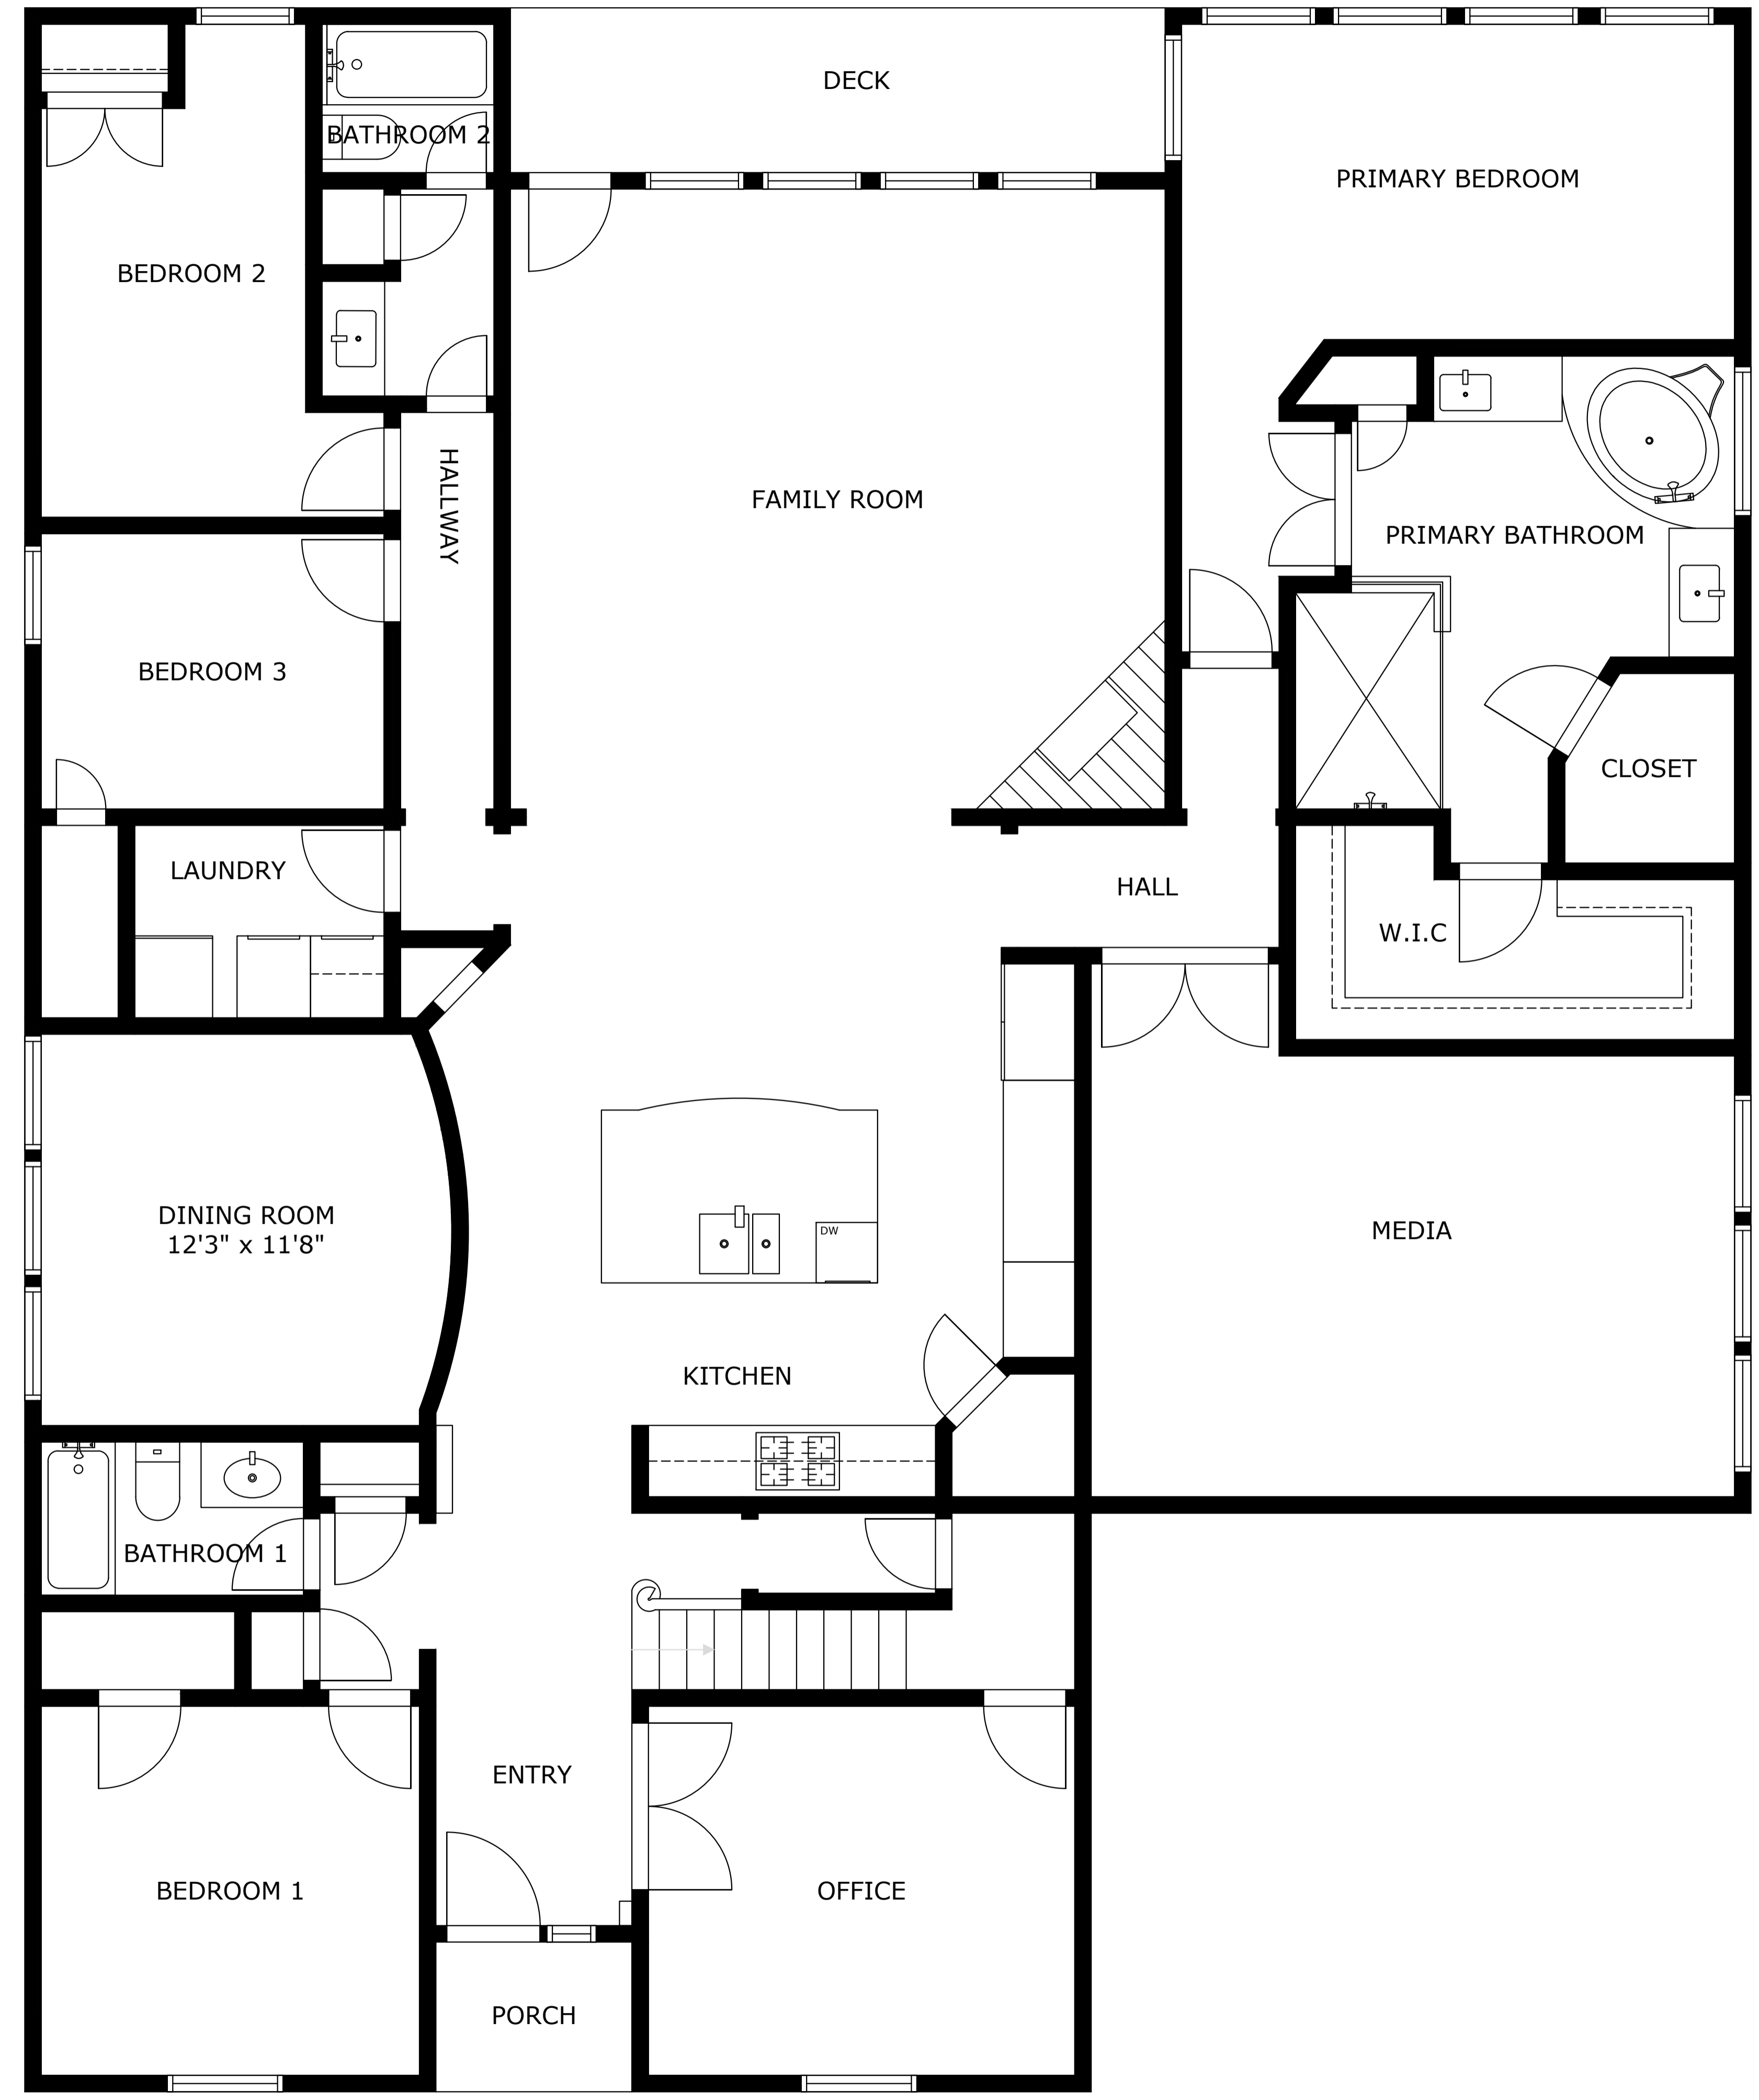 DECK
BATHROOM 2
PRIMARY BEDROOM
BEDROOM 2
HALLWAY
FAMILY ROOM
PRIMARY BATHROOM
BEDROOM 3
CLOSET
LAUNDRY
HALL
W.I.C
DINING ROOM
12'3" x 11'8"
DW
MEDIA
KITCHEN
BATHROOM 1
ENTRY
BEDROOM 1
OFFICE
PORCH